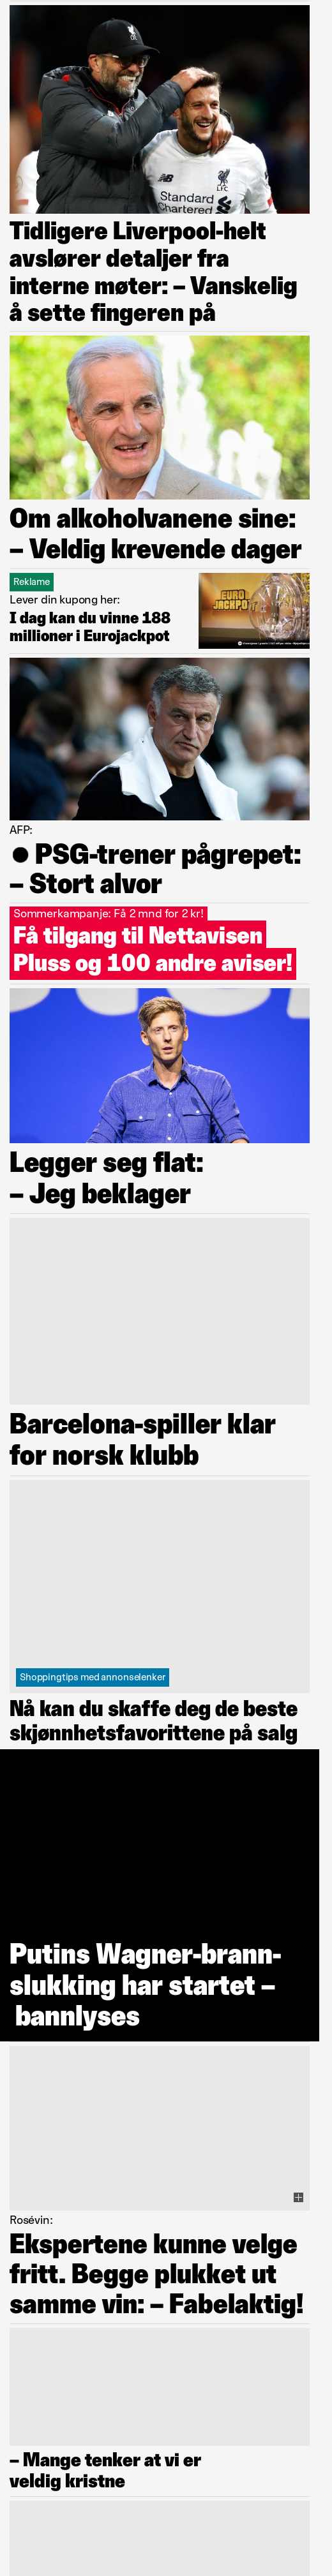 Standard
Chartered
Tidligere Liverpool-helt
avslører detaljer fra
interne møter: – Vanskelig
å sette fingeren på
Om alkoholvanene sine:
– Veldig krevende dager
Reklame
Lever din kupong her:
I dag kan du vinne 188
millioner i Eurojackpot
EURO
JACKPOT
AFP:
● PSG-trener pågrepet:
– Stort alvor
Sommerkampanje: Få 2 mnd for 2 kr!
Få tilgang til Nettavisen
Pluss og 100 andre aviser!
Legger seg flat:
– Jeg beklager
Barcelona-spiller klar
for norsk klubb
Shoppingtips med annonselenker
Nå kan du skaffe deg de beste
skjønnhetsfavorittene på salg
Putins Wagner-brann-
slukking har startet –
bannlyses
Rosévin:
Ekspertene kunne velge
fritt. Begge plukket ut
samme vin: – Fabelaktig!
– Mange tenker at vi er
veldig kristne